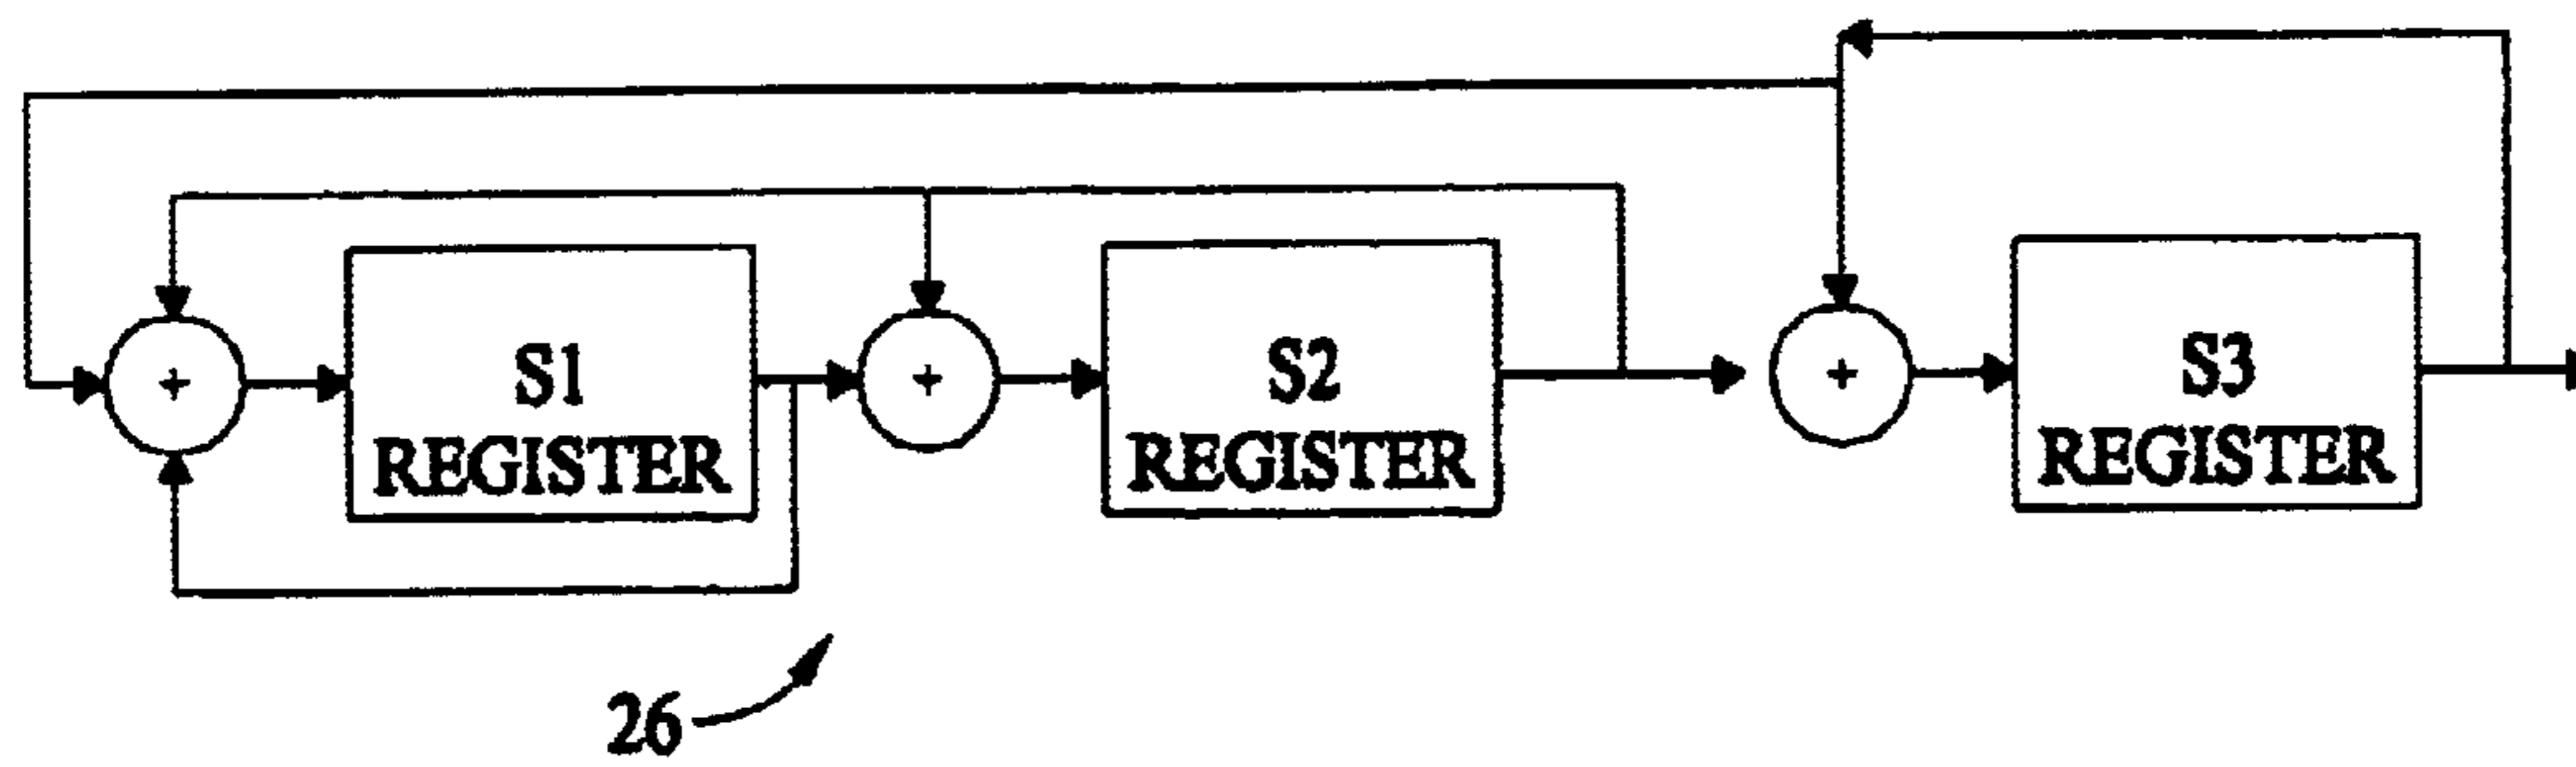 +
S1
REGISTER
+
S2
REGISTER
+
S3
REGISTER
26